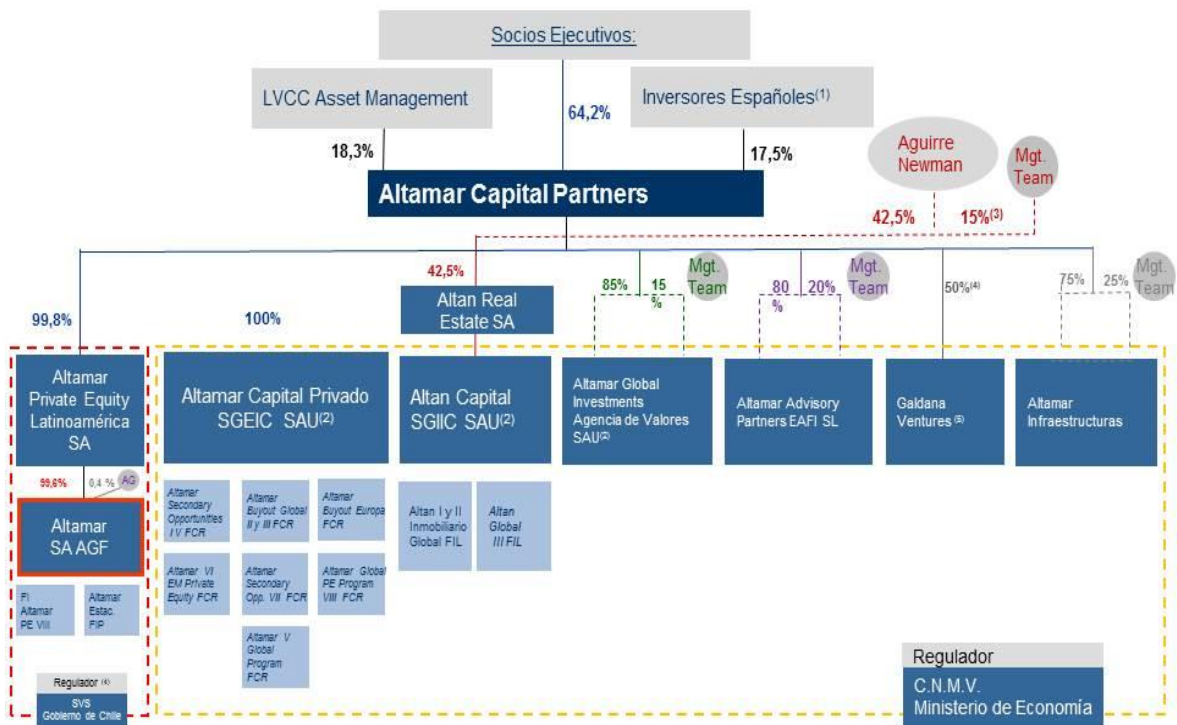 Socios Ejecutivos:
LVCC Asset Management
Inversores Españoles(1)
64,2%
18,3%
17,5%
Aguirre
Newman
Mgt.
Team
Altamar Capital Partners
42,5%
15%(3)
99,8%
100%
42,5%
Altan Real
Estate SA
85%
15
%
Mgt.
Team
80
%
20%
Mgt.
Team
50%(4)
75%
25%
Mgt.
Team
Altamar
Private Equity
Latinoamérica
SA
Altamar Capital Privado
SGEIC SAU(2)
Altan Capital
SGIIC SAU(2)
Altamar Global
Investments
Agencia de Valores
SAU(2)
Altamar Advisory
Partners EAFI SL
Galdana
Ventures (5)
Altamar
Infraestructuras
99,6%
0,4 %
AG
Altamar
SA AGF
FI
Altamar
PE VIII
Altamar
Estac.
FIP
Altamar
Secondary
Opportunities
I V FCR
Altamar
Buyout Global
II y III FCR
Altamar
Buyout Europa
FCR
Altamar VI
EM Private
Equity FCR
Altamar
Secondary
Opp. VII FCR
Altamar Global
PE Program
VIII FCR
Altamar V
Global
Program
FCR
Altan I y II
Inmobiliario
Global FIL
Altan
Global
III FIL
Regulador (4)
SVS
Gobierno de Chile
Regulador
C.N.M.V.
Ministerio de Economía